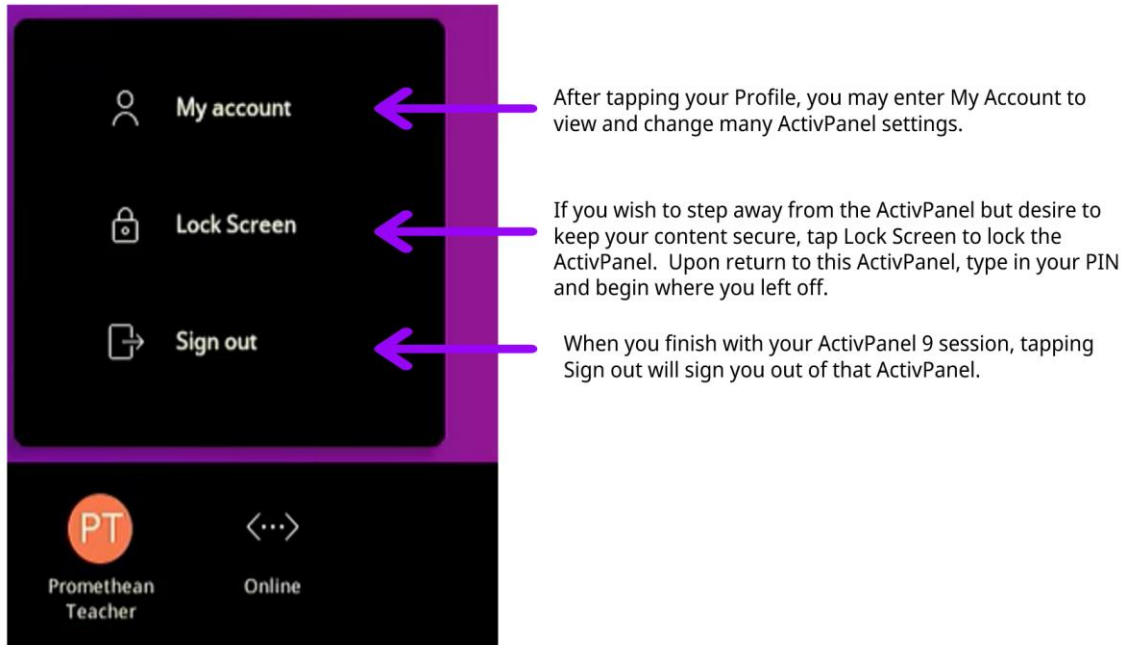 My account
After tapping your Profile, you may enter My Account to
view and change many ActivPanel settings.
Lock Screen
If you wish to step away from the ActivPanel but desire to
keep your content secure, tap Lock Screen to lock the
ActivPanel.  Upon return to this ActivPanel, type in your PIN
and begin where you left off.
Sign out
When you finish with your ActivPanel 9 session, tapping
Sign out will sign you out of that ActivPanel.
PT
Promethean
Teacher
Online